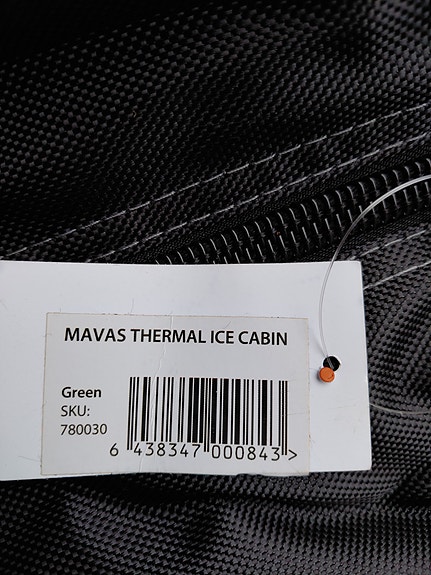 MAVAS THERMAL ICE CABIN
Green
SKU:
780030
6 438347 000843 >